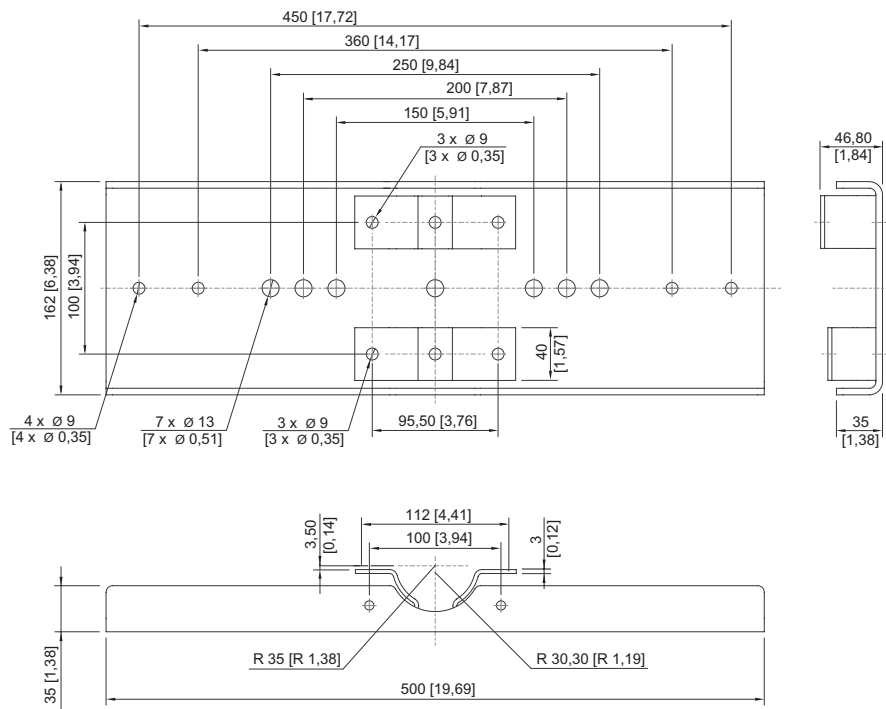 450 [17,72]
360 [14,17]
250 [9,84]
200 [7,87]
150 [5,91]
3 x Ø 9
[3 x Ø 0,35]
46,80
[1,84]
162 [6,38]
100 [3,94]
40
[1,57]
4 x Ø 9
[4 x Ø 0,35]
7 x Ø 13
[7 x Ø 0,51]
3 x Ø 9
[3 x Ø 0,35]
95,50 [3,76]
35
[1,38]
3,50
[0,14]
112 [4,41]
100 [3,94]
3
[0,12]
35 [1,38]
R 35 [R 1,38]
R 30,30 [R 1,19]
500 [19,69]